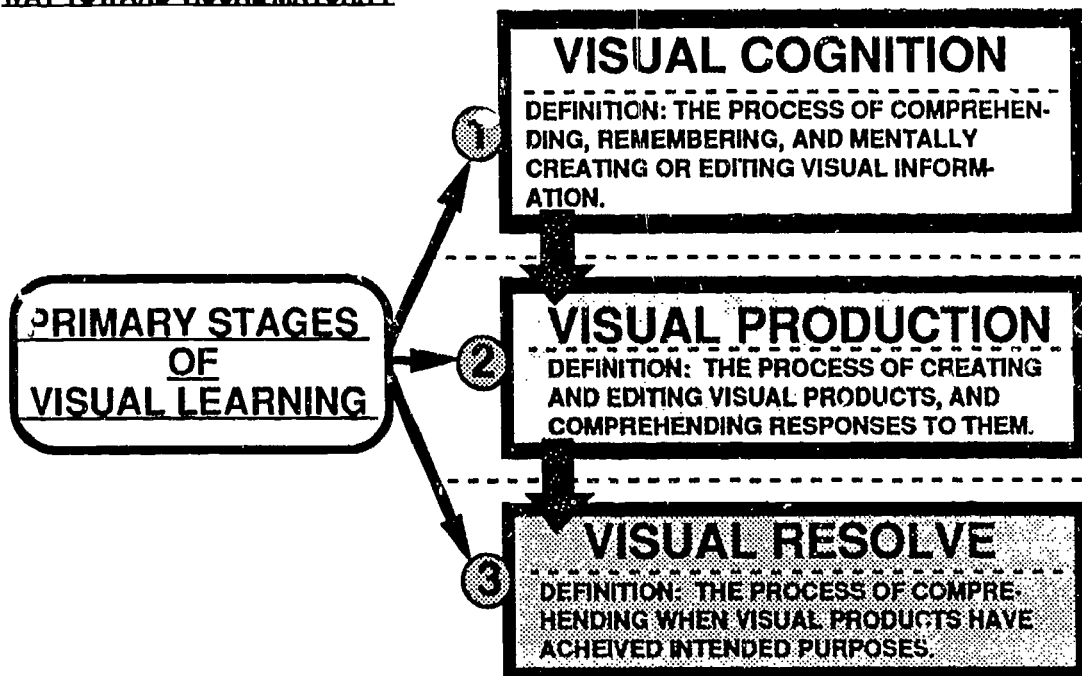 PRIMARY STAGES
OF
VISUAL LEARNING
1
VISUAL COGNITION
DEFINITION: THE PROCESS OF COMPREHEN-
DING, REMEMBERING, AND MENTALLY
CREATING OR EDITING VISUAL INFORM-
ATION.
2
VISUAL PRODUCTION
DEFINITION: THE PROCESS OF CREATING
AND EDITING VISUAL PRODUCTS, AND
COMPREHENDING RESPONSES TO THEM.
3
VISUAL RESOLVE
DEFINITION: THE PROCESS OF COMPRE-
HENDING WHEN VISUAL PRODUCTS HAVE
ACHEIVED INTENDED PURPOSES.